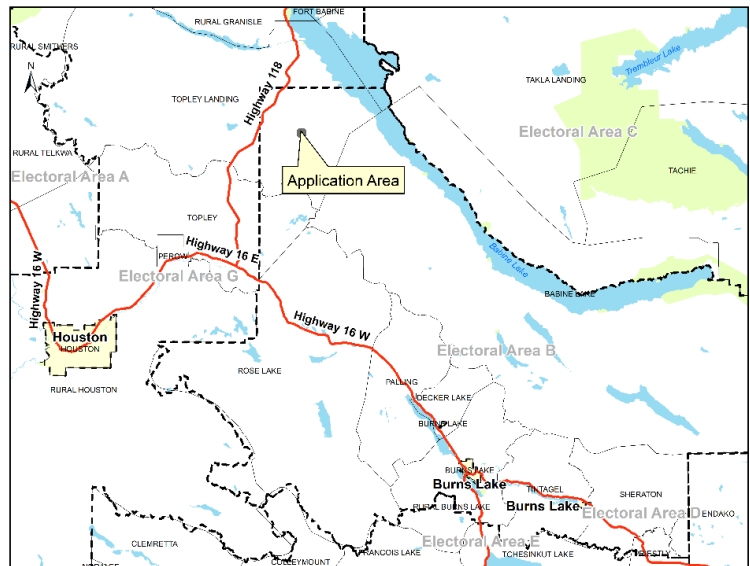 FORT BABINE
RURAL GRANISLE
RURAL SMITHERS
N
Trembleur Lake
TAKLA LANDING
Highway 118
TOPLEY LANDING
Electoral Area C
RURAL TELKWA
TACHIE
Electoral Area A
Application Area
TOPLEY
Highway 16 W
PEROW
Highway 16 E
Babine Lake
Electoral Area G
BABINE LAKE
Highway 16 W
Houston
HOUSTON
Electoral Area B
ROSE LAKE
RURAL HOUSTON
PALLING
DECKER LAKE
BURNS LAKE
BURNS LAKE
Burns Lake
TINTAGEL
SHERATON
RURAL BURNS LAKE
Burns Lake
Electoral Area D
ENDAKO
CLEMRETTA
Electoral Area E
FRANCOIS LAKE
TCHESINKUT LAKE
COLLEYMOUNT